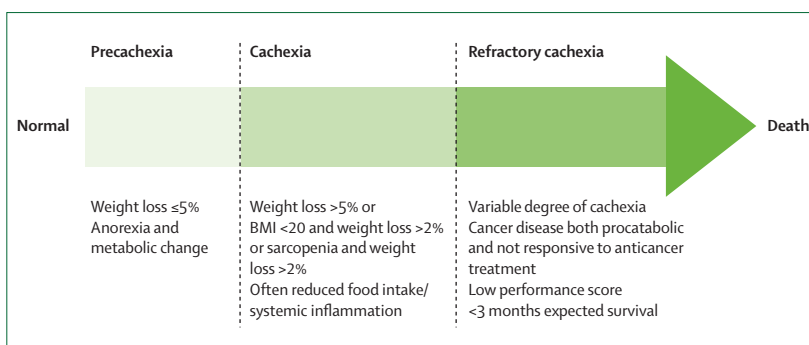 Precachexia
Cachexia
Refractory cachexia
Normal
Death
Weight loss ≤5%
Anorexia and
metabolic change
Weight loss >5% or
BMI <20 and weight loss >2%
or sarcopenia and weight
loss >2%
Often reduced food intake/
systemic inflammation
Variable degree of cachexia
Cancer disease both procatabolic
and not responsive to anticancer
treatment
Low performance score
<3 months expected survival